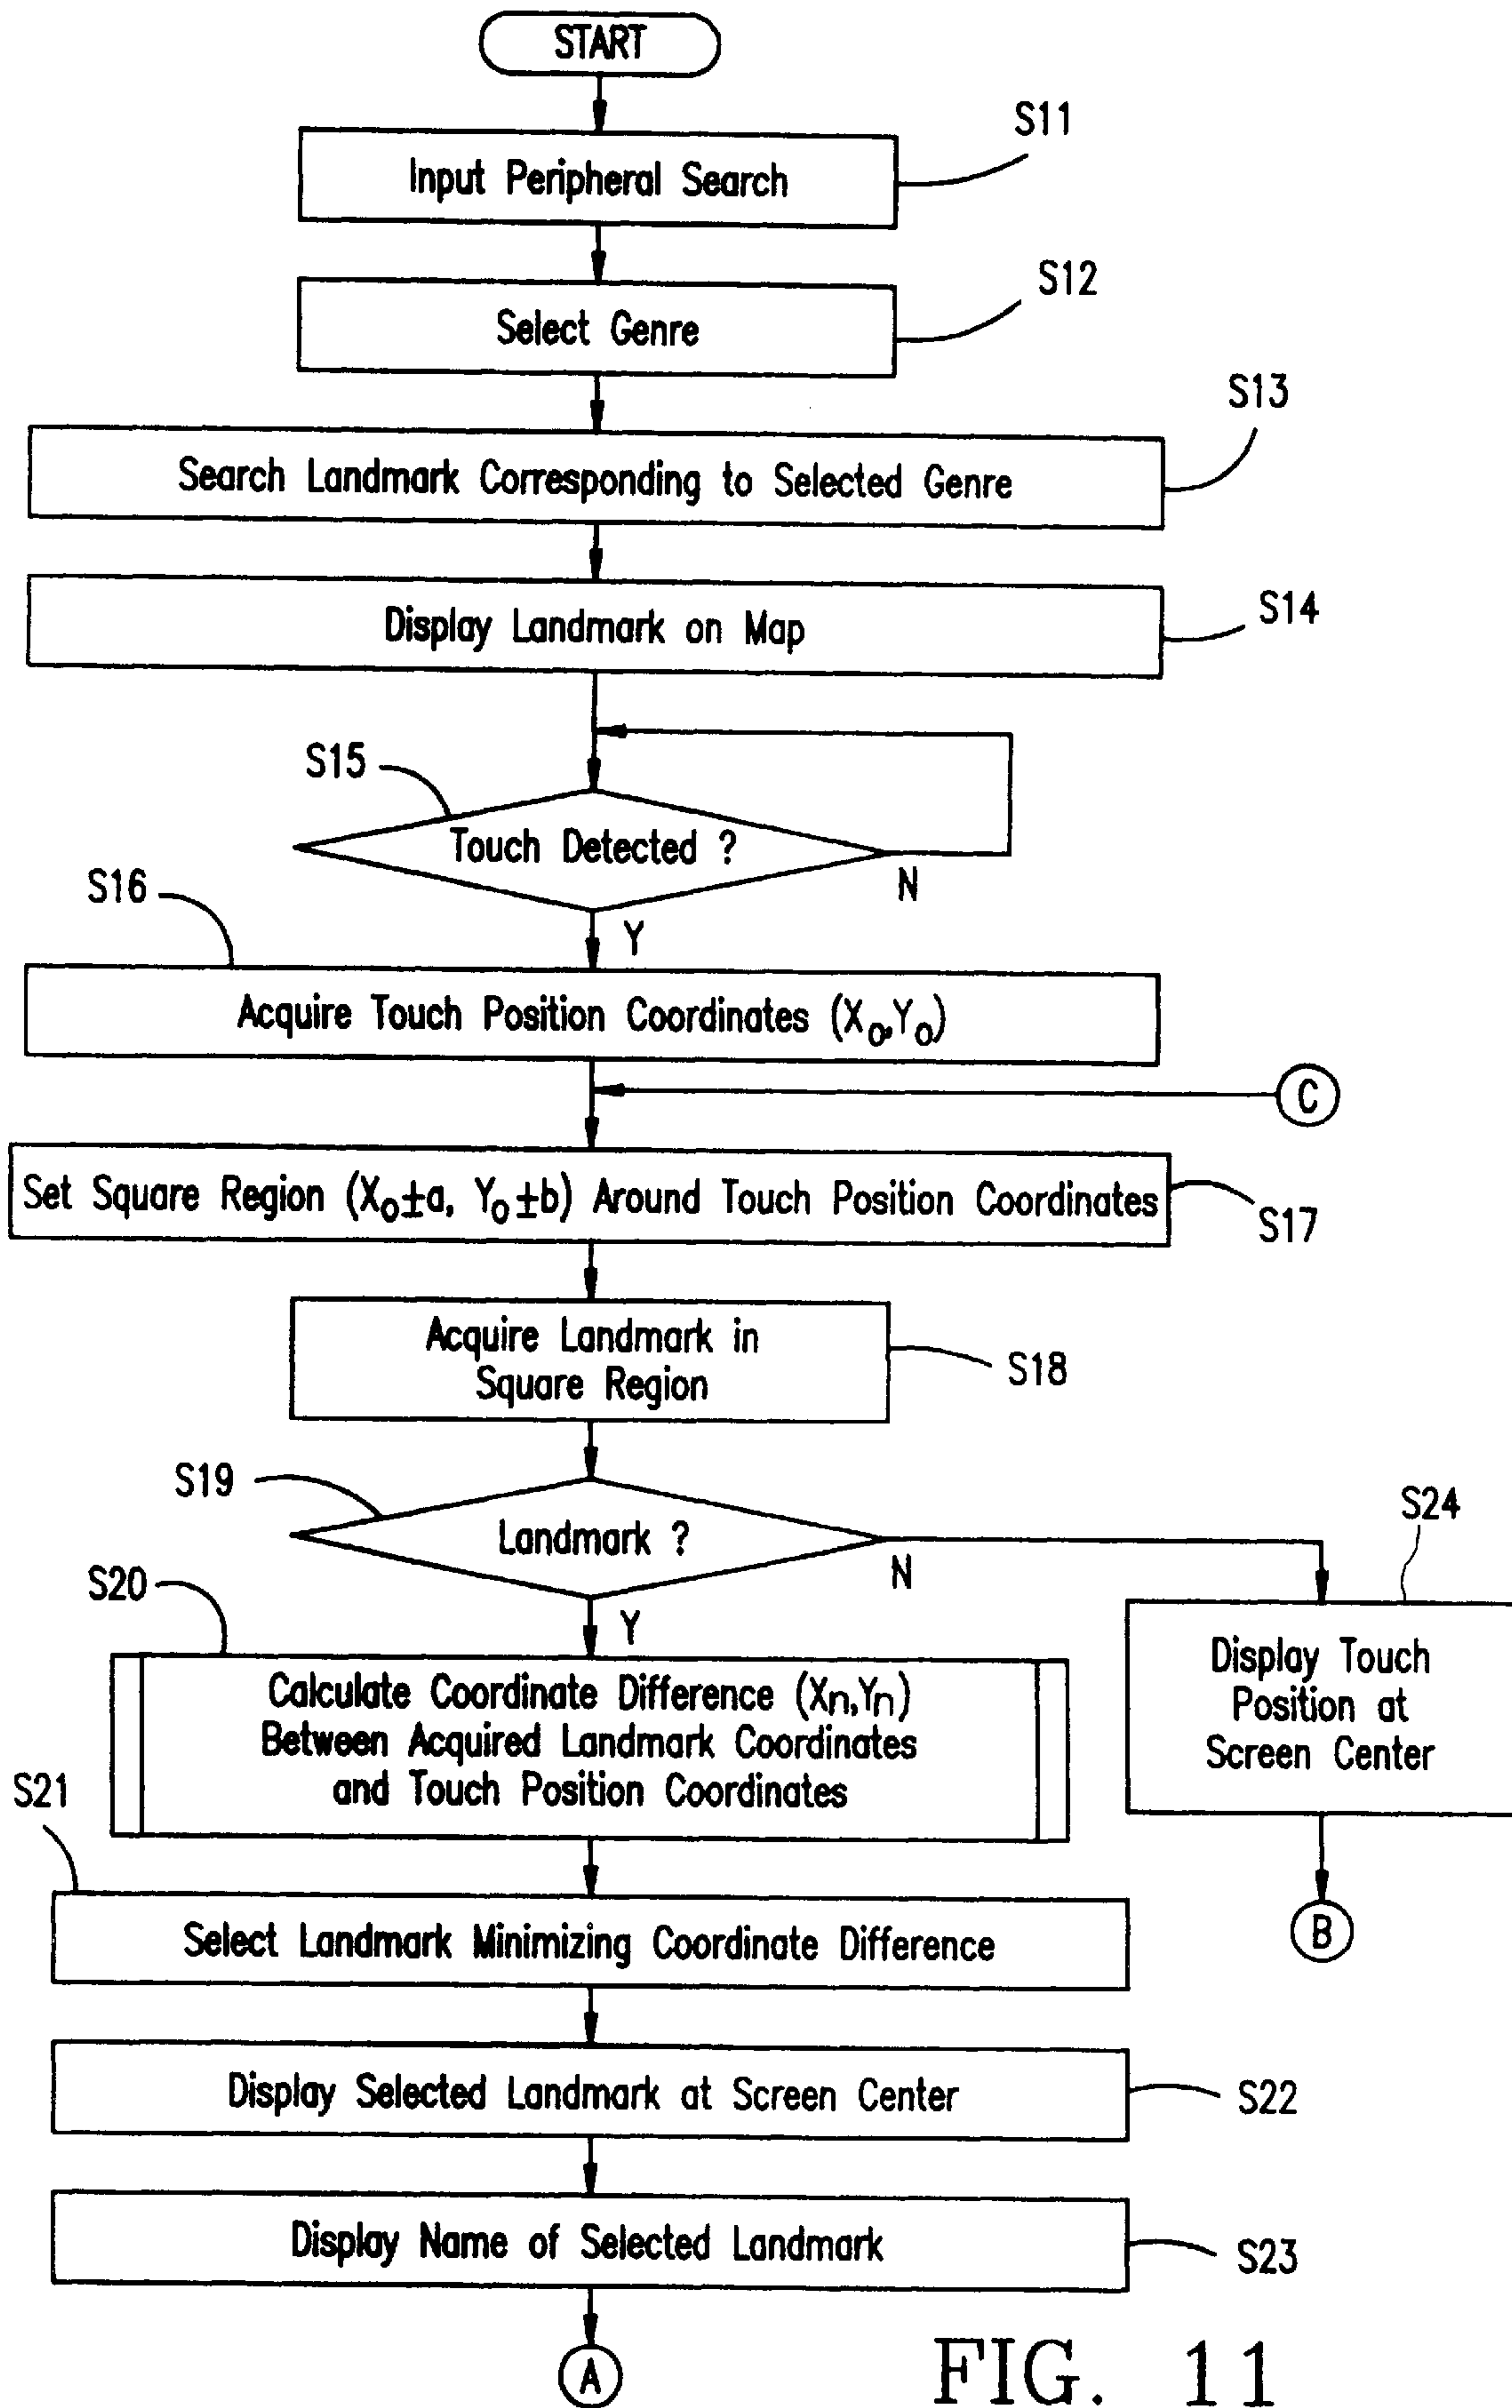 START
S11
Input Peripheral Search
S12
Select Genre
S13
Search Landmark Corresponding to Selected Genre
S14
Display Landmark on Map
S15
Touch Detected ?
N
S16
Y
Acquire Touch Position Coordinates (X₀,Y₀)
C
Set Square Region (X₀±a, Y₀±b) Around Touch Position Coordinates
S17
Acquire Landmark in
Square Region
S18
S19
Landmark ?
N
S24
S20
Y
Calculate Coordinate Difference (Xn,Yn)
Between Acquired Landmark Coordinates
and Touch Position Coordinates
Display Touch
Position at
Screen Center
S21
B
Select Landmark Minimizing Coordinate Difference
Display Selected Landmark at Screen Center
S22
Display Name of Selected Landmark
S23
A
FIG. 11